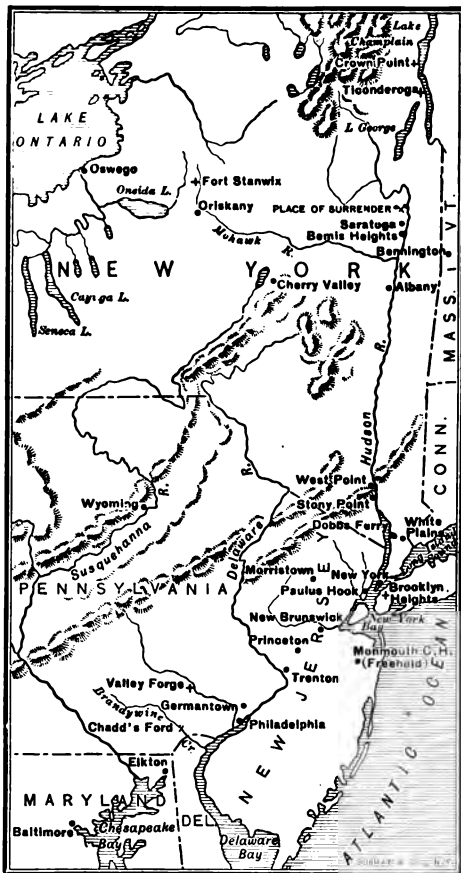 Lake
Champlain
Crown Point
Ticonderoga
L George
LAKE
ONTARIO
Oswego
Oneida L.
Fort Stanwix
Oriskany
Mohawk R.
PLACE OF SURRENDER
Saratoga
Bemis Heights
Bennington
VT.
NEW YORK
Cherry Valley
Albany
MASS.
Cayuga L.
Seneca L.
Hudson R.
CONN.
West Point
Stony Point
Dobbs Ferry
White
Plains
Wyoming
Susquehanna R.
Delaware R.
Morristown
New York
Paulus Hook
Brooklyn
Heights
PENNSYLVANIA
New Brunswick
New York
Bay
Princeton
Monmouth C.H.
(Freehold)
Trenton
Valley Forge
Germantown
Brandywine
Cr.
Chadd's Ford
Philadelphia
NEW JERSE
Elkton
MARYLAND
DEL.
Baltimore
Chesapeake
Bay
Delaware
Bay
ATLANTIC OCEAN